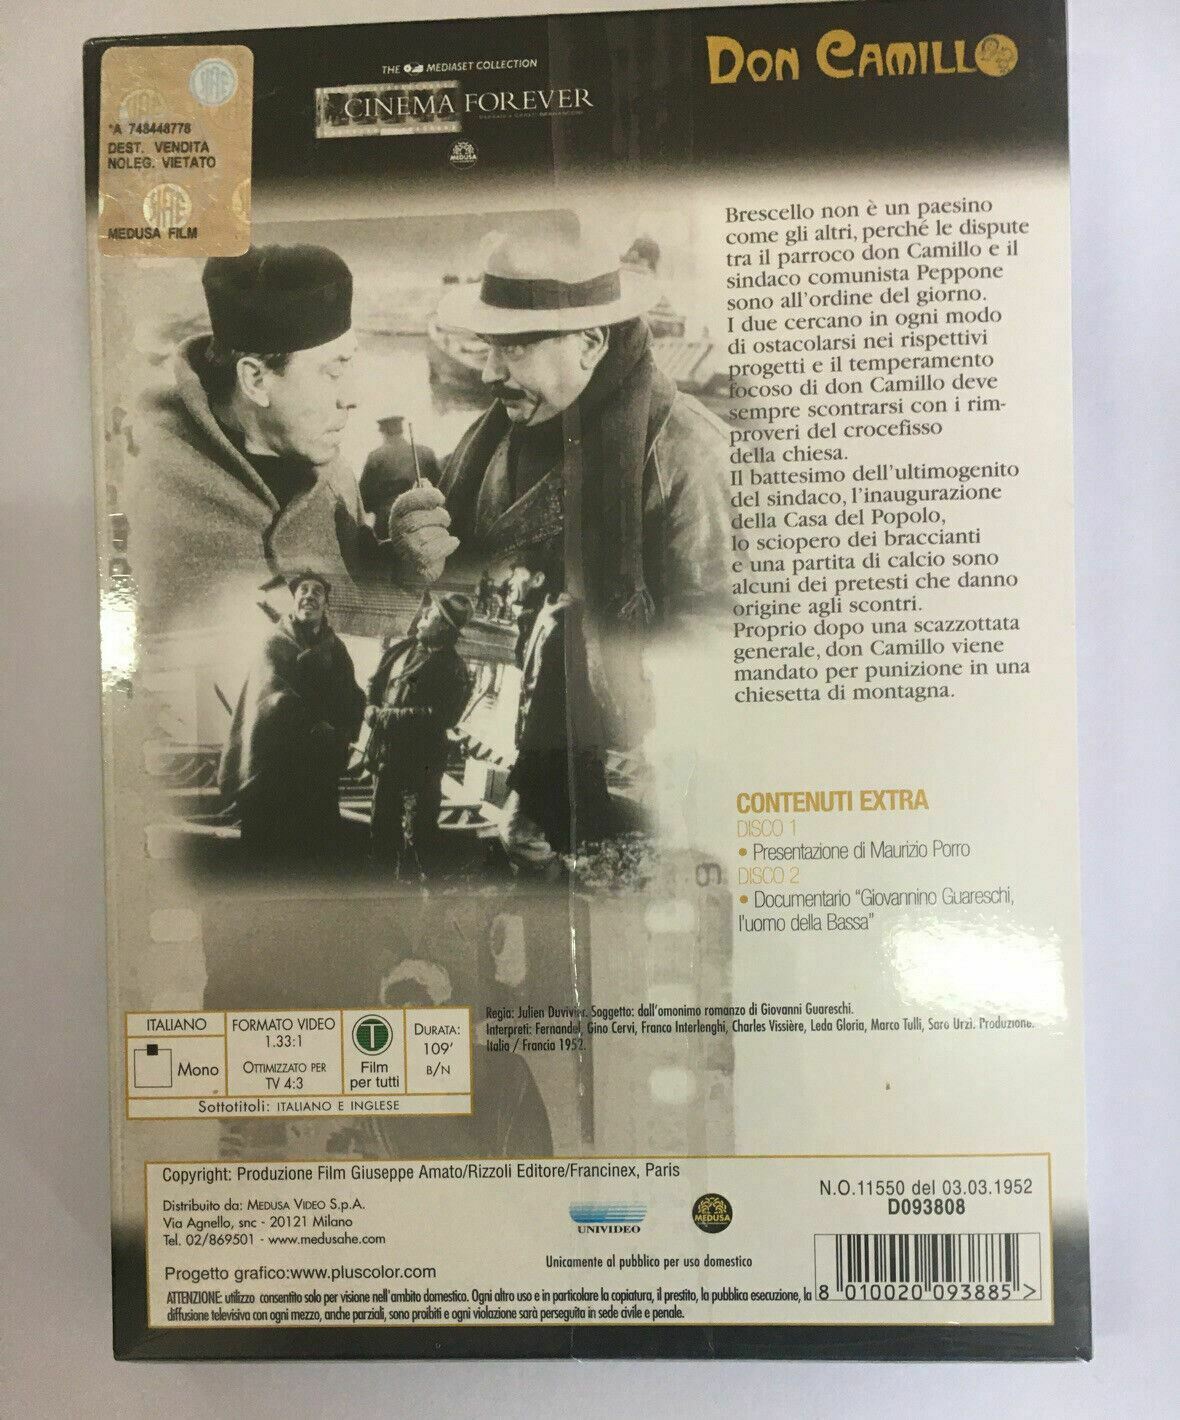 *A 748448778
DEST. VENDITA
NOLEG. VIETATO
MEDUSA FILM
THE MEDIASET COLLECTION
CINEMA FOREVER
MEDUSA
DON CAMILLO
Brescello non è un paesino
come gli altri, perché le dispute
tra il parroco don Camillo e il
sindaco comunista Peppone
sono all'ordine del giorno.
I due cercano in ogni modo
di ostacolarsi nei rispettivi
progetti e il temperamento
focoso di don Camillo deve
sempre scontrarsi con i rim-
proveri del crocefisso
della chiesa.
Il battesimo dell'ultimogenito
del sindaco, l'inaugurazione
della Casa del Popolo,
lo sciopero dei braccianti
e una partita di calcio sono
alcuni dei pretesti che danno
origine agli scontri.
Proprio dopo una scazzottata
generale, don Camillo viene
mandato per punizione in una
chiesetta di montagna.
CONTENUTI EXTRA
DISCO 1
• Presentazione di Maurizio Porro
DISCO 2
• Documentario "Giovannino Guareschi,
l'uomo della Bassa"
Regia: Julien Duvivier. Soggetto: dall'omonimo romanzo di Giovanni Guareschi.
Interpreti: Fernandel, Gino Cervi, Franco Interlenghi, Charles Vissière, Leda Gloria, Marco Tulli, Saro Urzì. Produzione:
Italia / Francia 1952.
ITALIANO
Mono
FORMATO VIDEO
1.33:1
OTTIMIZZATO PER
TV 4:3
T
Film
per tutti
DURATA:
109'
B/N
Sottotitoli: ITALIANO E INGLESE
Copyright: Produzione Film Giuseppe Amato/Rizzoli Editore/Francinex, Paris
Distribuito da: MEDUSA VIDEO S.p.A.
Via Agnello, snc - 20121 Milano
Tel. 02/869501 - www.medusahe.com
Progetto grafico:www.pluscolor.com
UNIVIDEO
MEDUSA
Unicamente al pubblico per uso domestico
N.O.11550 del 03.03.1952
D093808
8 010020 093885 >
ATTENZIONE: utilizzo consentito solo per visione nell'ambito domestico. Ogni altro uso e in particolare la copiatura, il prestito, la pubblica esecuzione, la
diffusione televisiva con ogni mezzo, anche parziali, sono proibiti e ogni violazione sarà perseguita in sede civile e penale.